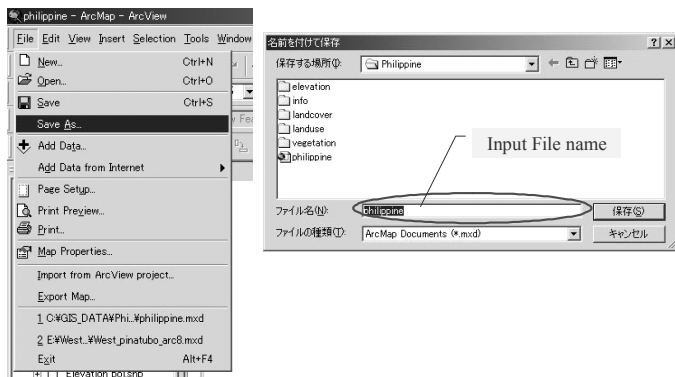 philippine - ArcMap - ArcView
File Edit View Insert Selection Tools Window
New... Ctrl+N
Open... Ctrl+O
Save Ctrl+S
Save As...
Add Data...
Add Data from Internet
Page Setup...
Print Preview...
Print...
Map Properties...
Import from ArcView project...
Export Map...
1 C:¥GIS_DATA¥Phi..¥philippine.mxd
2 E:¥West..¥West_pinatubo_arc8.mxd
Exit Alt+F4
Elevation pol.shp
名前を付けて保存
保存する場所(I): Philippine
elevation
info
landcover
landuse
vegetation
philippine
Input File name
ファイル名(N): philippine 保存(S)
ファイルの種類(T): ArcMap Documents (*.mxd) キャンセル